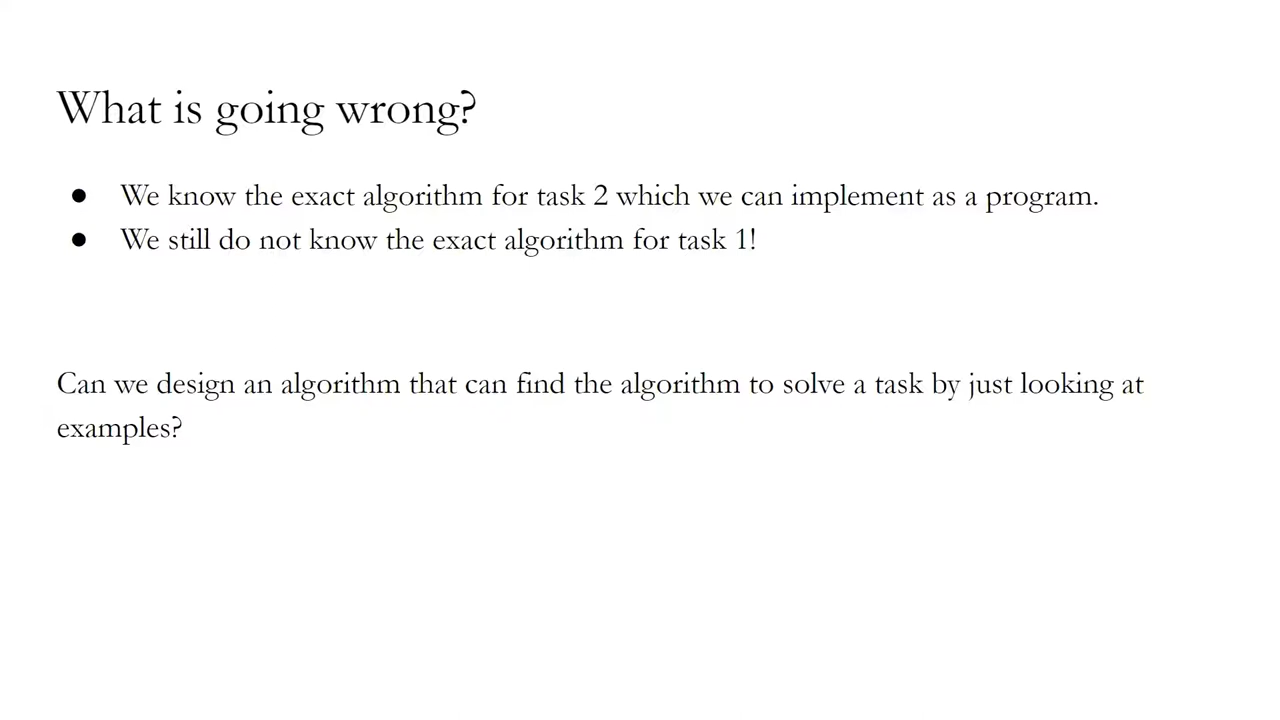 What is going wrong?
● We know the exact algorithm for task 2 which we can implement as a program.
● We still do not know the exact algorithm for task 1!
Can we design an algorithm that can find the algorithm to solve a task by just looking at
examples?